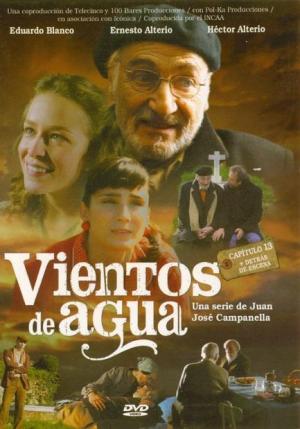 Una coproducción de Telecinco y 100 Bares Producciones / con Pol-Ka Producciones /
en asociación con Icónica / Coproducida por el INCAA
Eduardo Blanco Ernesto Alterio Héctor Alterio
CAPÍTULO 13
+ DETRÁS
DE ESCENA
Vientos
de agua
Una serie de Juan
José Campanella
DVD
VIDEO